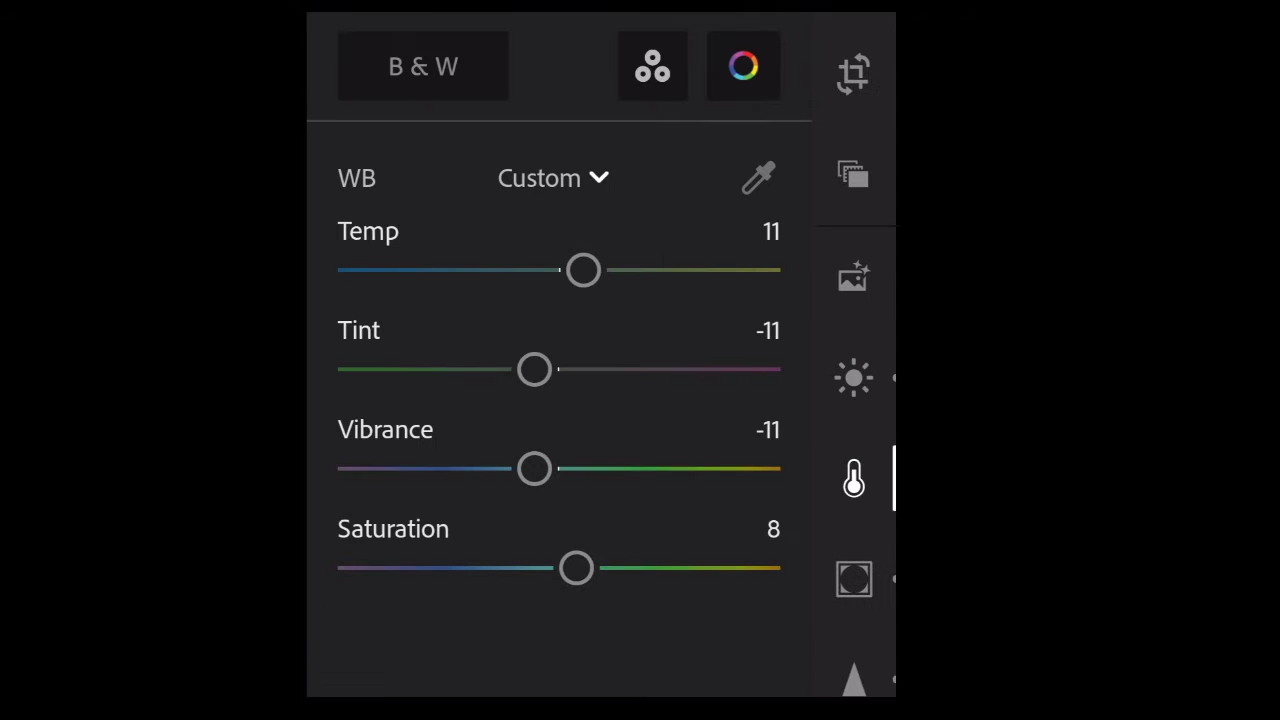 B & W
WB Custom
Temp 11
Tint -11
Vibrance -11
Saturation 8